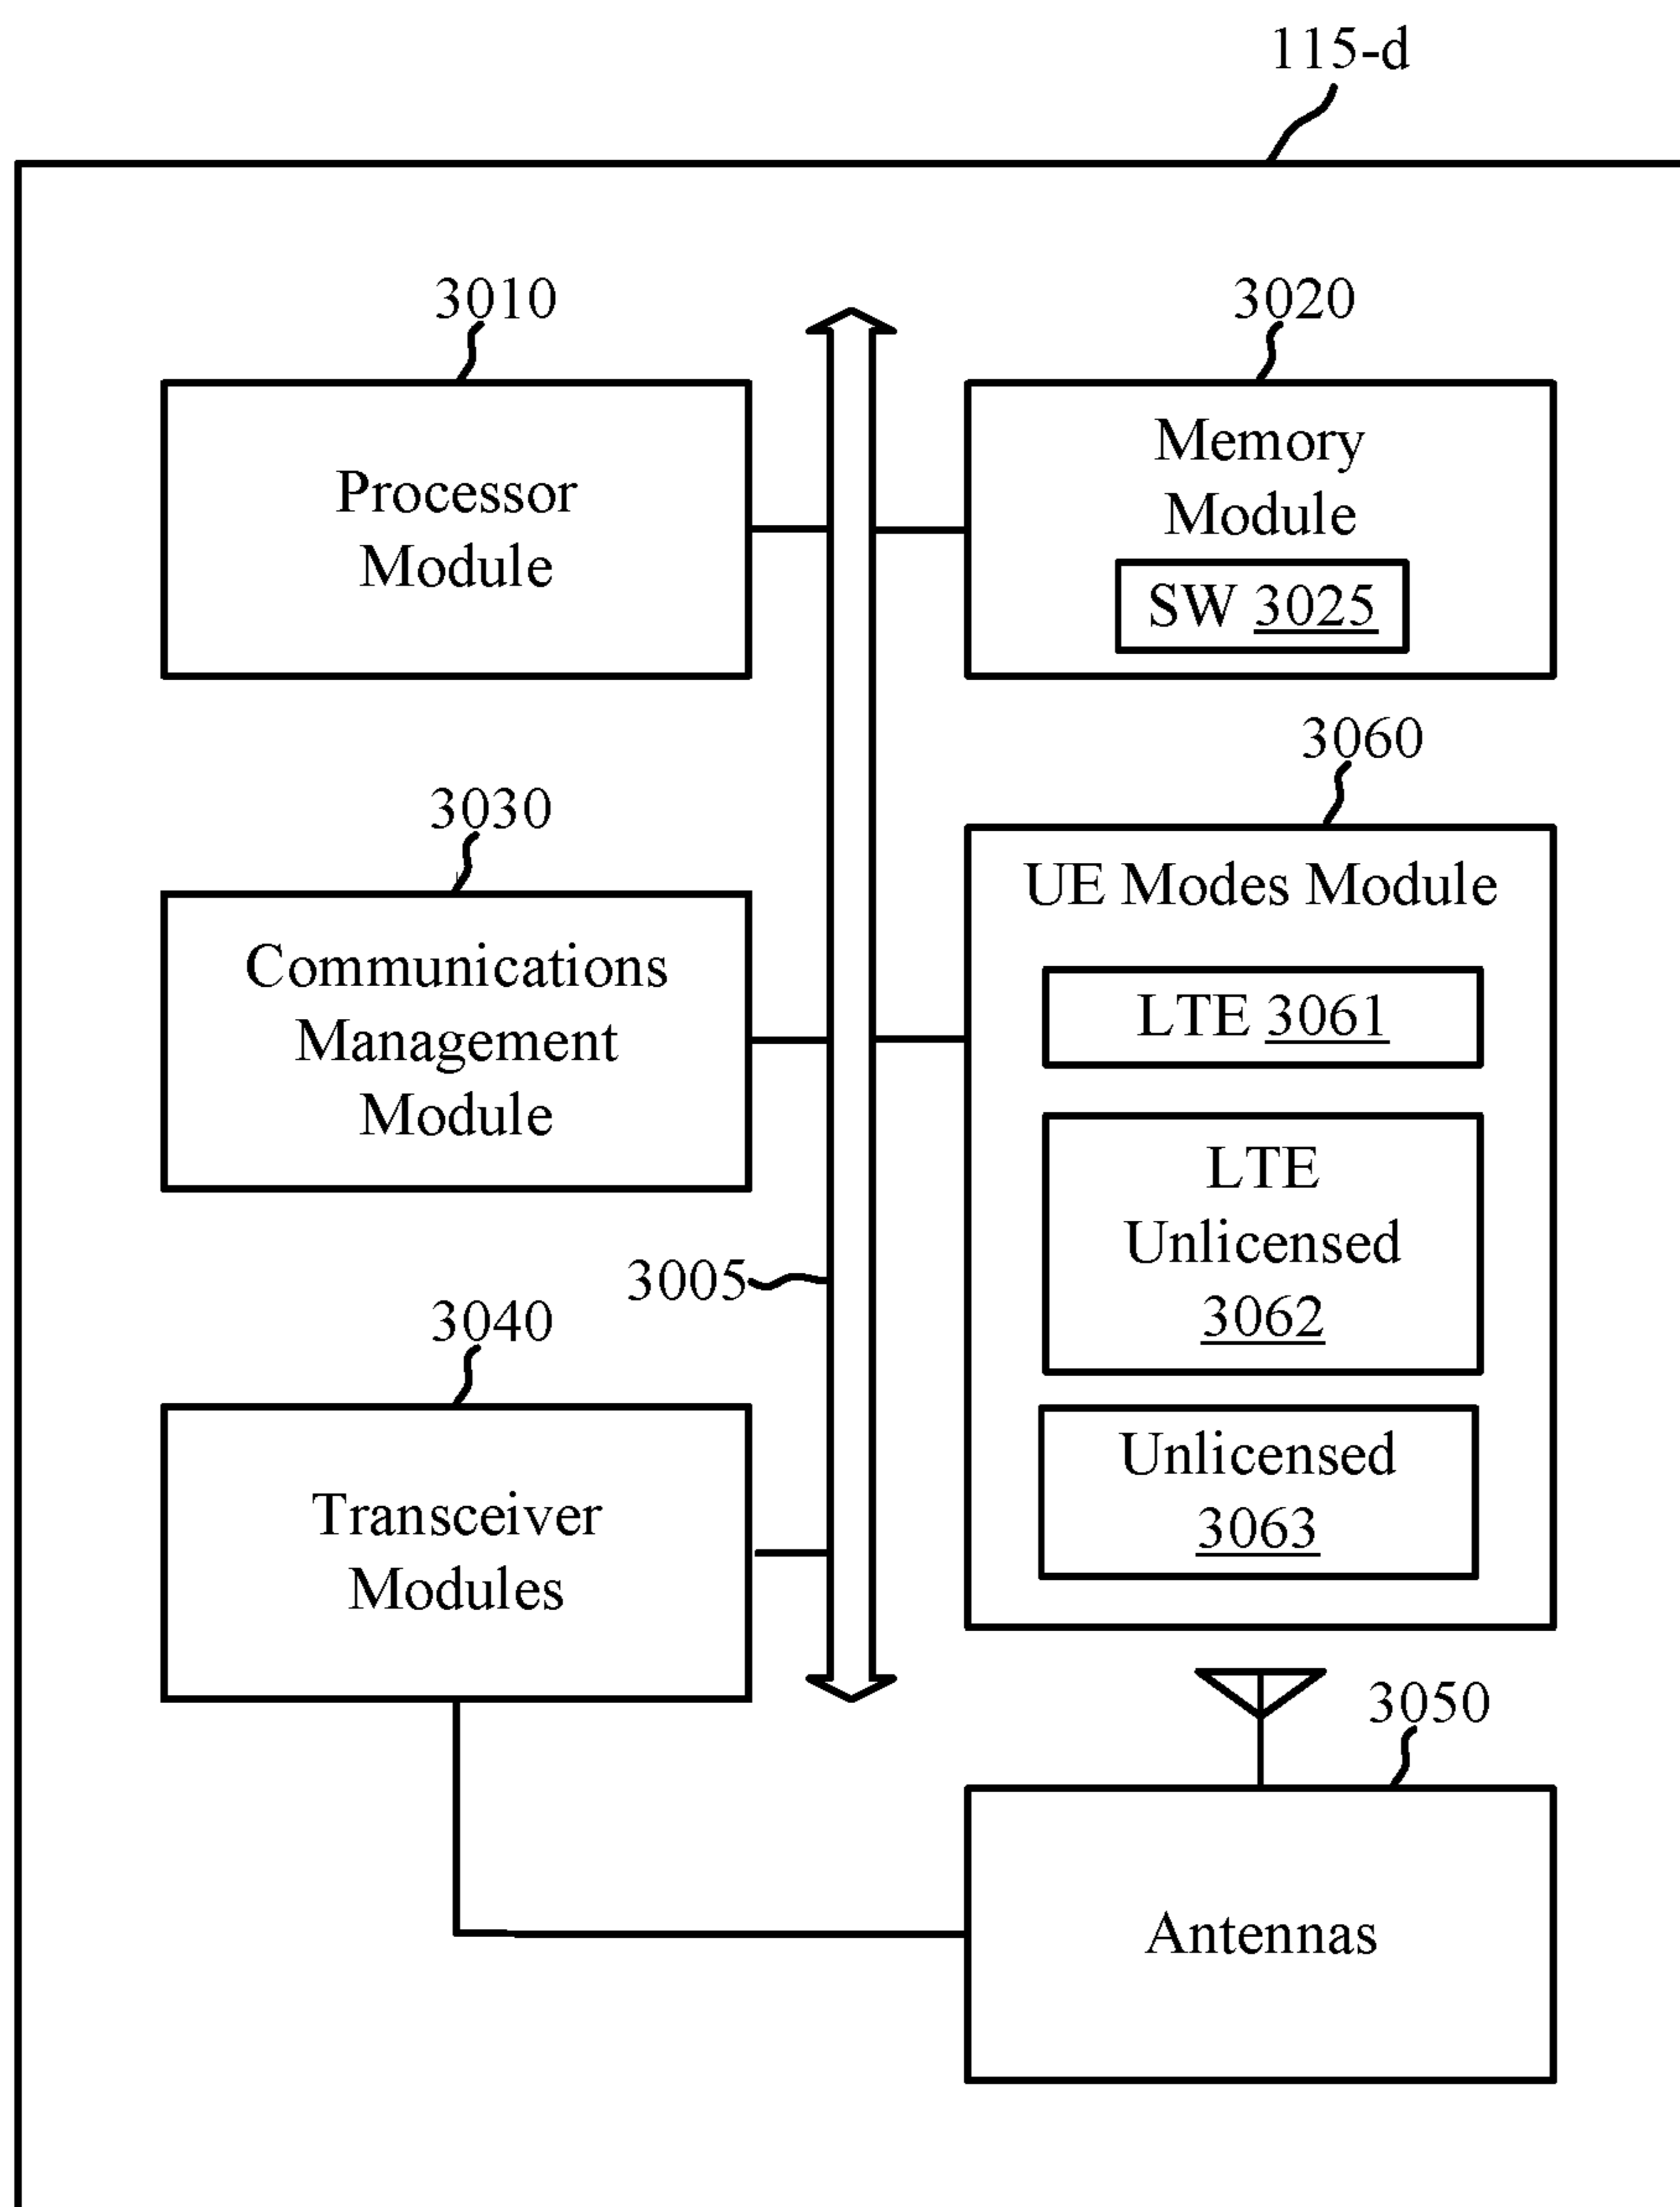 115-d
3010
3020
Processor
Module
Memory
Module
SW 3025
3060
3030
UE Modes Module
Communications
Management
Module
LTE 3061
LTE
Unlicensed
3062
3005
3040
Unlicensed
3063
Transceiver
Modules
3050
Antennas